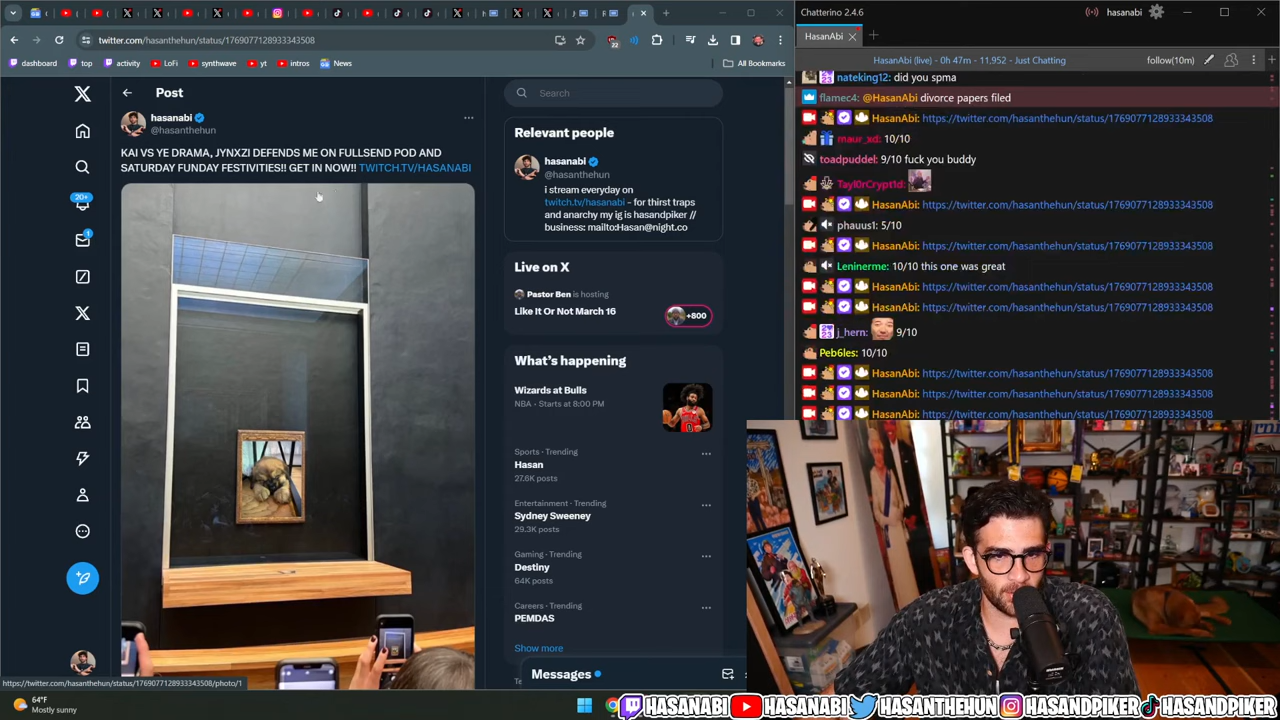 twitter.com/hasanthehun/status/1769077128933343508
dashboard
top
activity
LoFi
synthwave
yt
intros
News
All Bookmarks
22
Post
hasanabi
@hasanthehun
KAI VS YE DRAMA, JYNXZI DEFENDS ME ON FULLSEND POD AND
SATURDAY FUNDAY FESTIVITIES!! GET IN NOW!! TWITCH.TV/HASANABI
20+
1
Search
Relevant people
hasanabi
@hasanthehun
i stream everyday on
twitch.tv/hasanabi - for thirst traps
and anarchy my ig is hasandpiker //
business: mailto:Hasan@night.co
Live on X
Pastor Ben is hosting
Like It Or Not March 16
+800
What's happening
Wizards at Bulls
NBA · Starts at 8:00 PM
Sports · Trending
Hasan
27.6K posts
Entertainment · Trending
Sydney Sweeney
29.3K posts
Gaming · Trending
Destiny
64K posts
Careers · Trending
PEMDAS
Show more
Messages
https://twitter.com/hasanthehun/status/1769077128933343508/photo/1
64°F
Mostly sunny
Chatterino 2.4.6
hasanabi
HasanAbi
HasanAbi (live) - 0h 47m - 11,952 - Just Chatting
follow(10m)
nateking12: did you spma
flamec4: @HasanAbi divorce papers filed
HasanAbi: https://twitter.com/hasanthehun/status/1769077128933343508
maur_xd: 10/10
toadpuddel: 9/10 fuck you buddy
Tayl0rCrypt1d:
HasanAbi: https://twitter.com/hasanthehun/status/1769077128933343508
phauus1: 5/10
HasanAbi: https://twitter.com/hasanthehun/status/1769077128933343508
Leninerme: 10/10 this one was great
HasanAbi: https://twitter.com/hasanthehun/status/1769077128933343508
HasanAbi: https://twitter.com/hasanthehun/status/1769077128933343508
j_hern: 9/10
Peb6les: 10/10
HasanAbi: https://twitter.com/hasanthehun/status/1769077128933343508
HasanAbi: https://twitter.com/hasanthehun/status/1769077128933343508
HasanAbi: https://twitter.com/hasanthehun/status/1769077128933343508
HASANABI
HASANABI
HASANTHEHUN
HASANDPIKER
HASANDPIKER